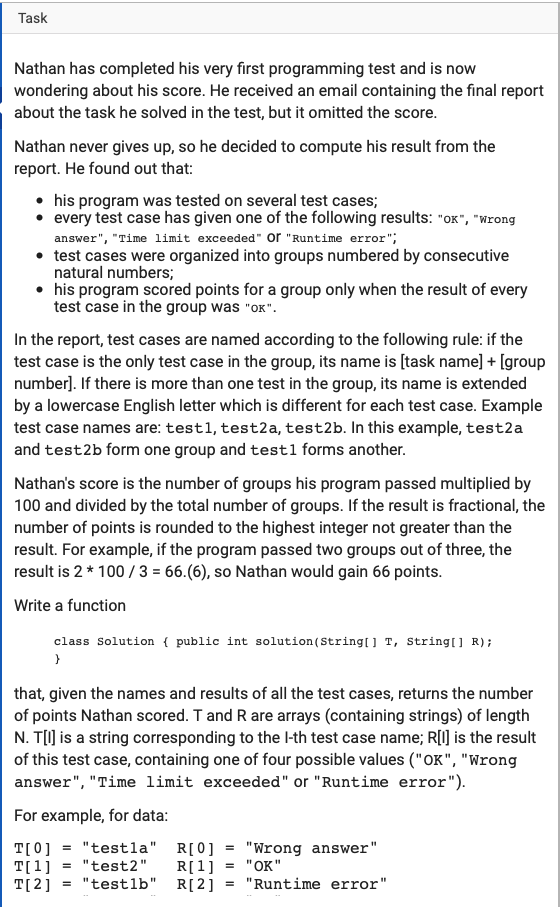 Task
Nathan has completed his very first programming test and is now
wondering about his score. He received an email containing the final report
about the task he solved in the test, but it omitted the score.
Nathan never gives up, so he decided to compute his result from the
report. He found out that:
• his program was tested on several test cases;
• every test case has given one of the following results: "OK", "Wrong
answer", "Time limit exceeded" or "Runtime error";
• test cases were organized into groups numbered by consecutive
natural numbers;
• his program scored points for a group only when the result of every
test case in the group was "OK".
In the report, test cases are named according to the following rule: if the
test case is the only test case in the group, its name is [task name] + [group
number]. If there is more than one test in the group, its name is extended
by a lowercase English letter which is different for each test case. Example
test case names are: test1, test2a, test2b. In this example, test2a
and test2b form one group and test1 forms another.
Nathan's score is the number of groups his program passed multiplied by
100 and divided by the total number of groups. If the result is fractional, the
number of points is rounded to the highest integer not greater than the
result. For example, if the program passed two groups out of three, the
result is 2 * 100 / 3 = 66.(6), so Nathan would gain 66 points.
Write a function
class Solution { public int solution(String[] T, String[] R);
}
that, given the names and results of all the test cases, returns the number
of points Nathan scored. T and R are arrays (containing strings) of length
N. T[I] is a string corresponding to the I-th test case name; R[I] is the result
of this test case, containing one of four possible values ("OK", "Wrong
answer", "Time limit exceeded" or "Runtime error").
For example, for data:
T[0] = "test1a" R[0] = "Wrong answer"
T[1] = "test2" R[1] = "OK"
T[2] = "test1b" R[2] = "Runtime error"